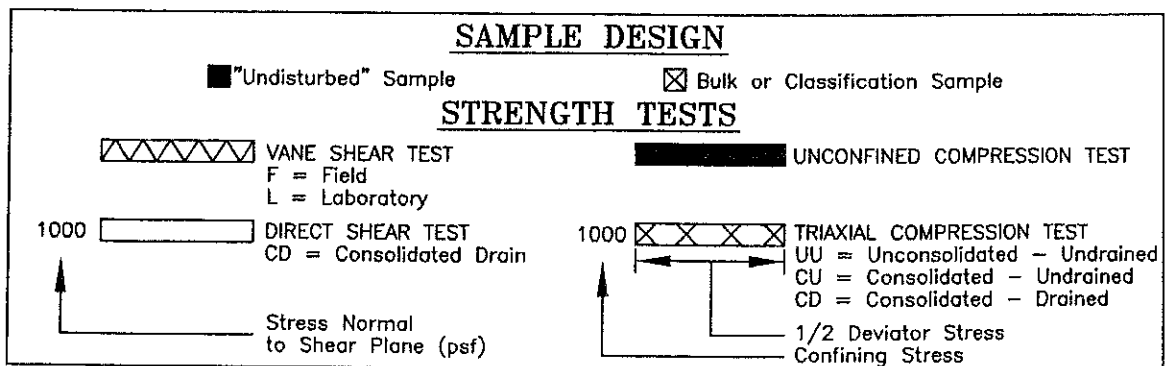 SAMPLE DESIGN
"Undisturbed" Sample
Bulk or Classification Sample
STRENGTH TESTS
VANE SHEAR TEST
F = Field
L = Laboratory
UNCONFINED COMPRESSION TEST
1000
DIRECT SHEAR TEST
CD = Consolidated Drain
Stress Normal
to Shear Plane (psf)
1000
TRIAXIAL COMPRESSION TEST
UU = Unconsolidated – Undrained
CU = Consolidated – Undrained
CD = Consolidated – Drained
1/2 Deviator Stress
Confining Stress